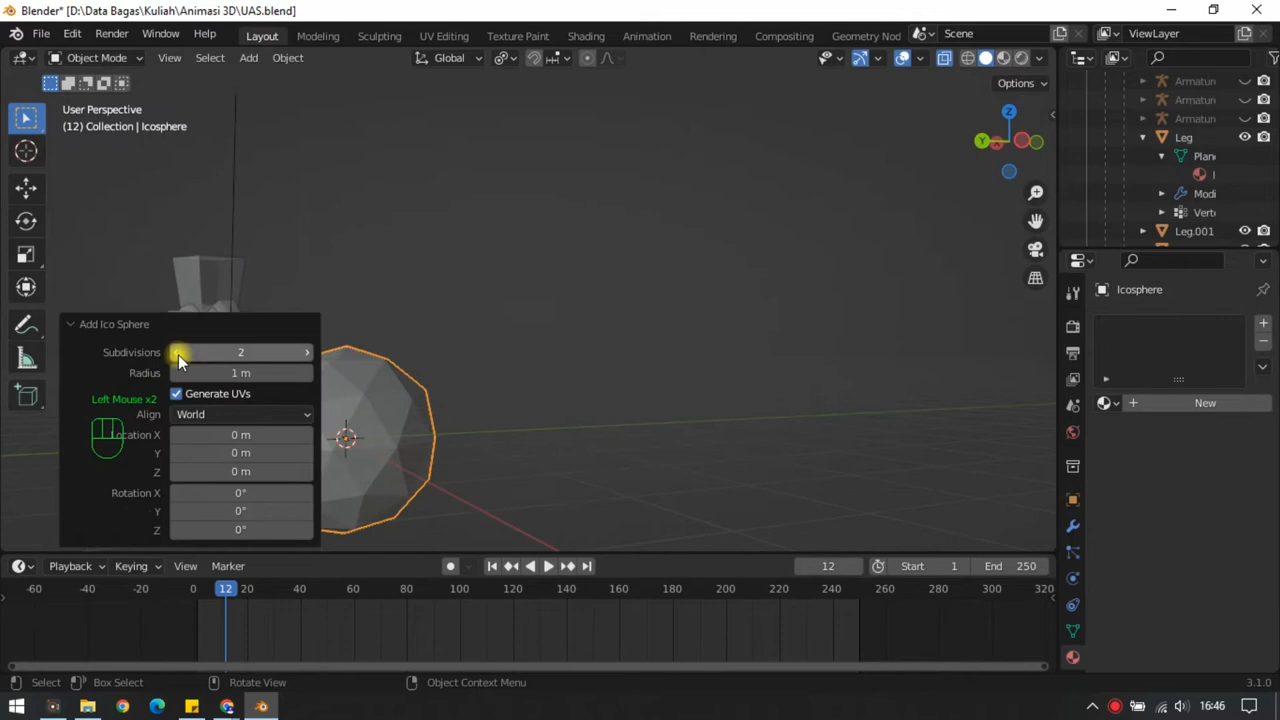 Blender* [D:\Data Bagas\Kuliah\Animasi 3D\UAS.blend]
File Edit Render Window Help Layout Modeling Sculpting UV Editing Texture Paint Shading Animation Rendering Compositing Geometry Nod Scene ViewLayer
Object Mode View Select Add Object Global
Options
User Perspective
(12) Collection | Icosphere
Armatur
Armatur
Armatur
Leg
Plan
Modi
Verte
Leg.001
Z
Y
Icosphere
New
Add Ico Sphere
Subdivisions 2
Radius 1 m
Generate UVs
Left Mouse x2
Align World
Location X 0 m
Y 0 m
Z 0 m
Rotation X 0°
Y 0°
Z 0°
Playback Keying View Marker 12 Start 1 End 250
-60 -40 -20 0 12 20 40 60 80 100 120 140 160 180 200 220 240 260 280 300 320
Select Box Select Rotate View Object Context Menu 3.1.0
16:46